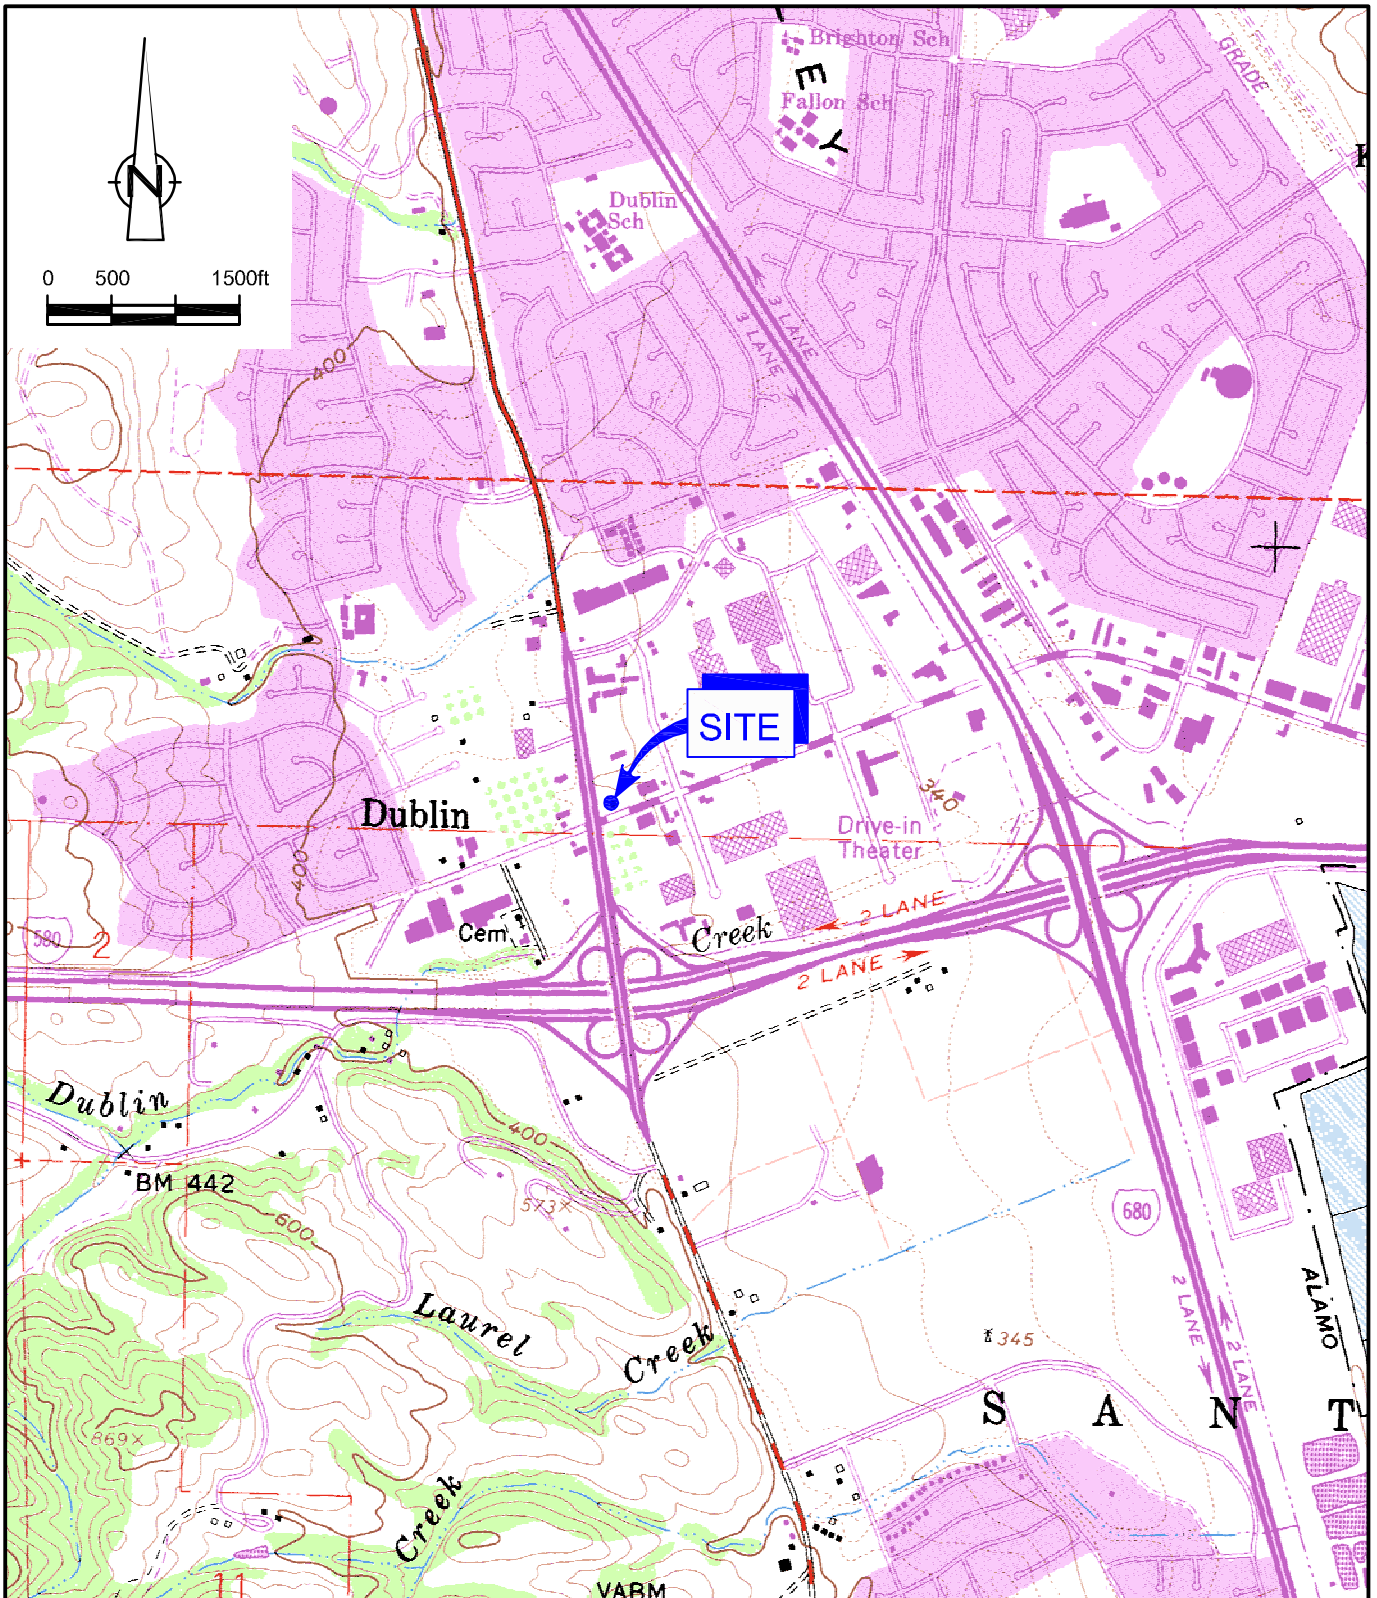 Brighton Sch
E
Fallon Sch
Y
GRADE
N
Dublin
Sch
0 500 1500ft
3 LANE
3 LANE
400
SITE
Dublin
340
Drive-in
Theater
400
580
2
Cem
Creek
2 LANE
2 LANE
Dublin
400
BM 442
573×
600
680
Laurel
Creek
2 LANE
2 LANE
ALAMO
345
S A N T
869×
Creek
11
VABM